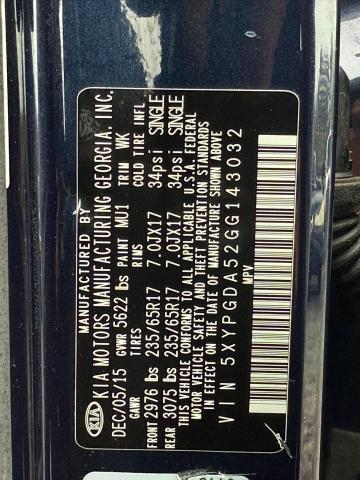 MANUFACTURED BY
KIA KIA MOTORS MANUFACTURING GEORGIA, INC.
DEC/05/15 GVWR 5622 lbs PAINT MU1 TRIM WK
GAWR TIRES RIMS COLD TIRE INFL
FRONT 2976 lbs 235/65R17 7.0JX17 34psi SINGLE
REAR 3075 lbs 235/65R17 7.0JX17 34psi SINGLE
THIS VEHICLE CONFORMS TO ALL APPLICABLE U.S.A. FEDERAL
MOTOR VEHICLE SAFETY AND THEFT PREVENTION STANDARDS
IN EFFECT ON THE DATE OF MANUFACTURE SHOWN ABOVE
VIN 5XYPGDA52GG143032
MPV